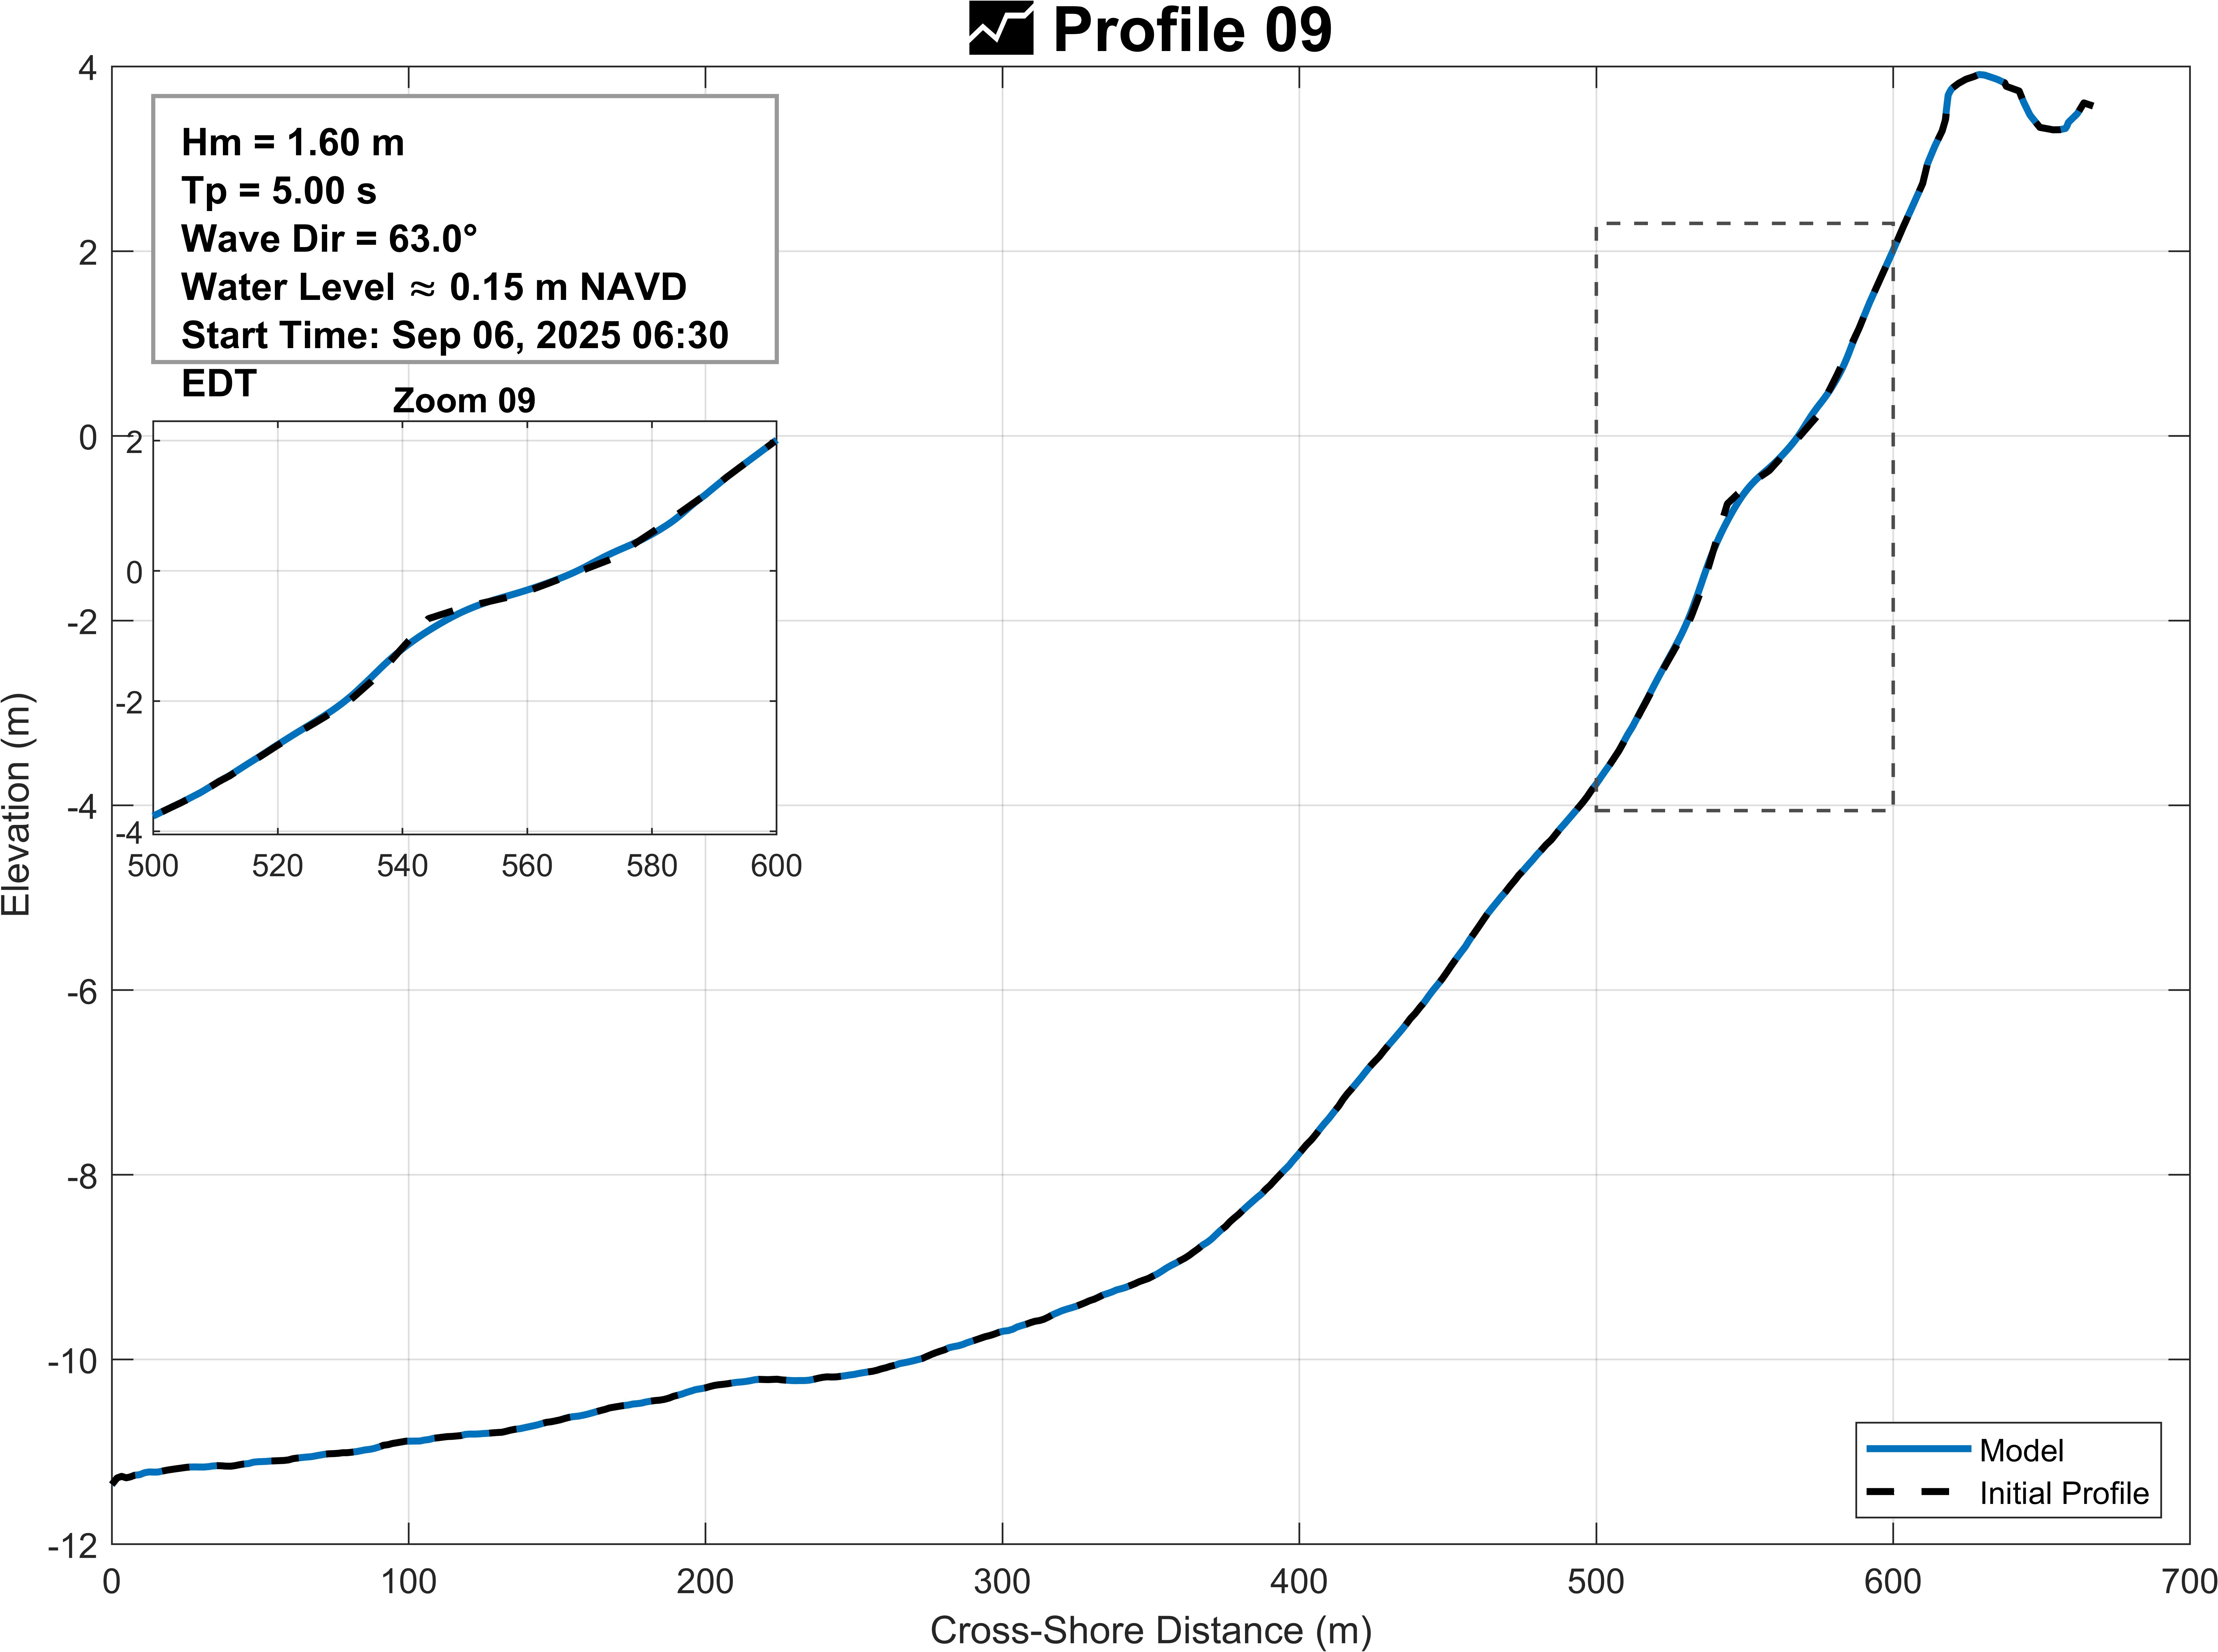 Profile 09
4
2
0
-2
-4
-6
-8
-10
-12
Elevation (m)
Hm = 1.60 m
Tp = 5.00 s
Wave Dir = 63.0°
Water Level ≈ 0.15 m NAVD
Start Time: Sep 06, 2025 06:30
EDT
Zoom 09
2
0
-2
-4
500 520 540 560 580 600
Model
Initial Profile
0 100 200 300 400 500 600 700
Cross-Shore Distance (m)